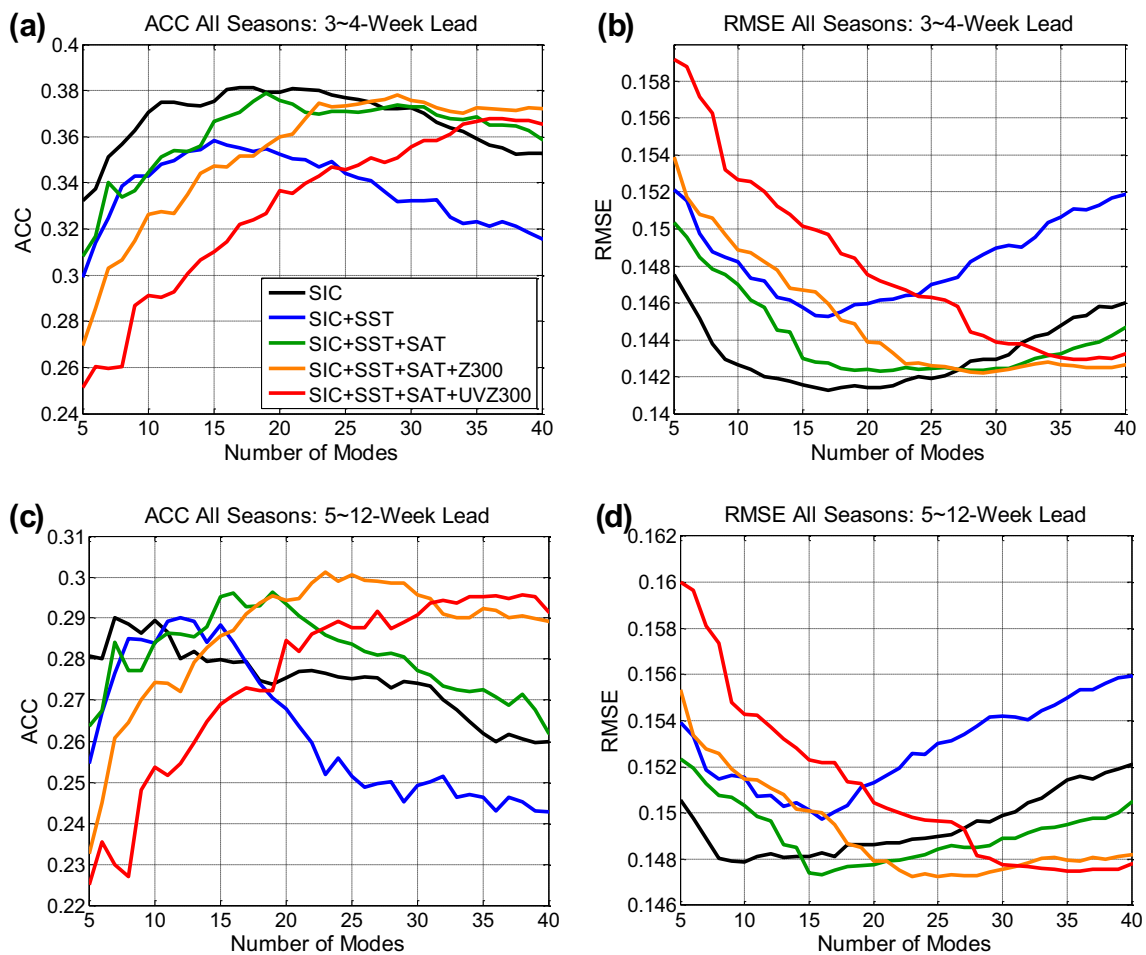 (a) ACC All Seasons: 3~4-Week Lead
0.4
0.38
0.36
0.34
0.32
0.3
0.28
0.26
0.24
ACC
SIC
SIC+SST
SIC+SST+SAT
SIC+SST+SAT+Z300
SIC+SST+SAT+UVZ300
5 10 15 20 25 30 35 40
Number of Modes
(b) RMSE All Seasons: 3~4-Week Lead
0.158
0.156
0.154
0.152
0.15
0.148
0.146
0.144
0.142
0.14
RMSE
5 10 15 20 25 30 35 40
Number of Modes
(c) ACC All Seasons: 5~12-Week Lead
0.31
0.3
0.29
0.28
0.27
0.26
0.25
0.24
0.23
0.22
ACC
5 10 15 20 25 30 35 40
Number of Modes
(d) RMSE All Seasons: 5~12-Week Lead
0.162
0.16
0.158
0.156
0.154
0.152
0.15
0.148
0.146
RMSE
5 10 15 20 25 30 35 40
Number of Modes